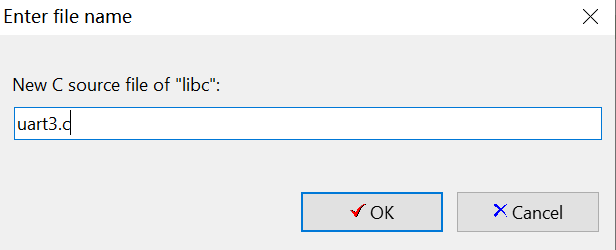 Enter file name
New C source file of "libc":
uart3.c
OK
Cancel